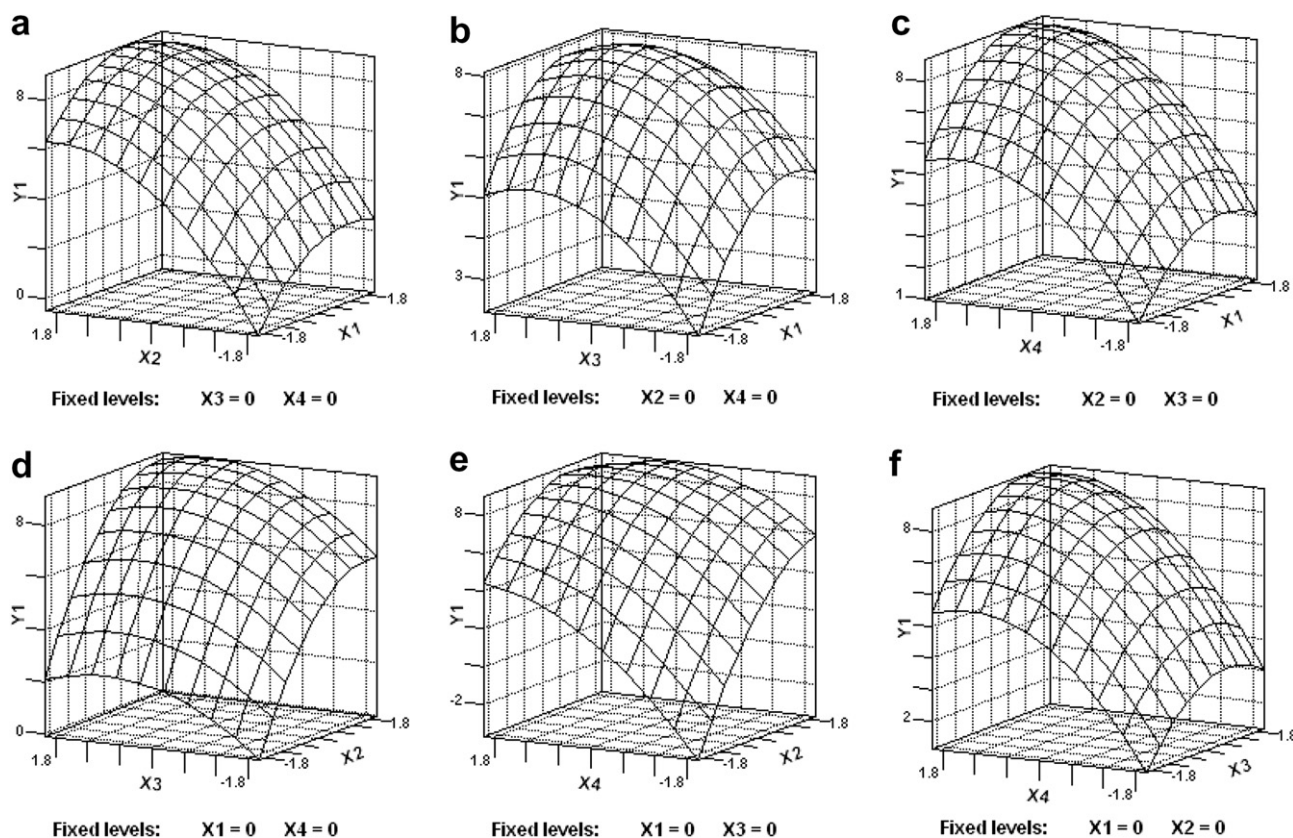 a
8
Y1
0
1.8
X2
-1.8
-1.8
X1
1.8
Fixed levels: X3 = 0 X4 = 0
b
8
Y1
3
1.8
X3
-1.8
-1.8
X1
1.8
Fixed levels: X2 = 0 X4 = 0
c
8
Y1
1
1.8
X4
-1.8
-1.8
X1
1.8
Fixed levels: X2 = 0 X3 = 0
d
8
Y1
0
1.8
X3
-1.8
-1.8
X2
1.8
Fixed levels: X1 = 0 X4 = 0
e
8
Y1
-2
1.8
X4
-1.8
-1.8
X2
1.8
Fixed levels: X1 = 0 X3 = 0
f
8
Y1
2
1.8
X4
-1.8
-1.8
X3
1.8
Fixed levels: X1 = 0 X2 = 0